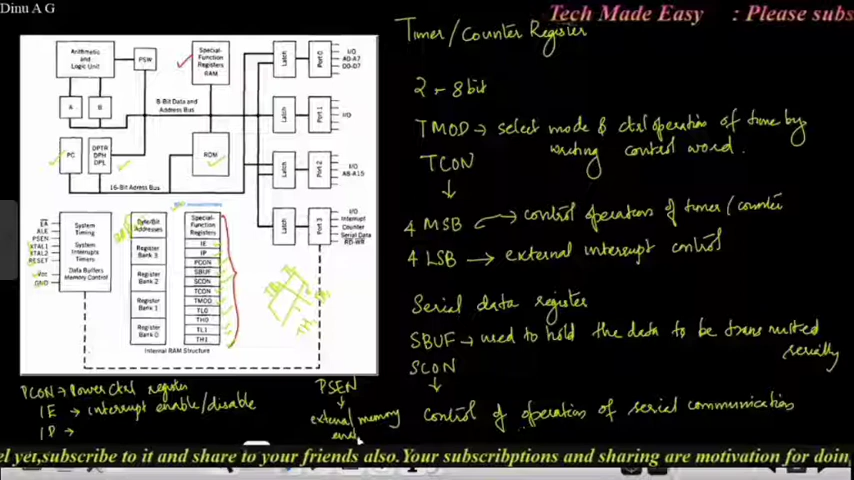 Dinu A G
Tech Made Easy : Please subs
Timer/Counter Register
2 - 8bit
TMOD → select mode & ctrl operation of time by
writing control word.
TCON
↓
4 MSB → control operations of timer/counter
4 LSB → external interrupt control
Serial data register
SBUF → used to hold the data to be transmitted
serially
SCON
↓
control of operation of serial communication
Arithmetic
and
Logic Unit
PSW
Special-
Function
Registers
RAM
Latch
Port 0
I/O
A0-A7
D0-D7
A
B
8-Bit Data and
Address Bus
Latch
Port 1
I/O
PC
DPTR
DPH
DPL
ROM
Latch
Port 2
I/O
A8-A15
16-Bit Adress Bus
EA
ALE
PSEN
XTAL1
XTAL2
RESET
Vcc
GND
System
Timing
System
Interrupts
Timers
Data Buffers
Memory Control
Byte/Bit
Addresses
Register
Bank 3
Register
Bank 2
Register
Bank 1
Register
Bank 0
Special-
Function
Registers
IE
IP
PCON
SBUF
SCON
TCON
TMOD
TL0
TH0
TL1
TH1
Latch
Port 3
I/O
Interrupt
Counter
Serial Data
RD-WR
TH1
Internal RAM Structure
PCON → Power Ctrl register
IE → interrupt enable/disable
IP →
PSEN
↓
external memory
el yet,subscribe to it and share to your friends also.Your subscribptions and sharing are motivation for doin